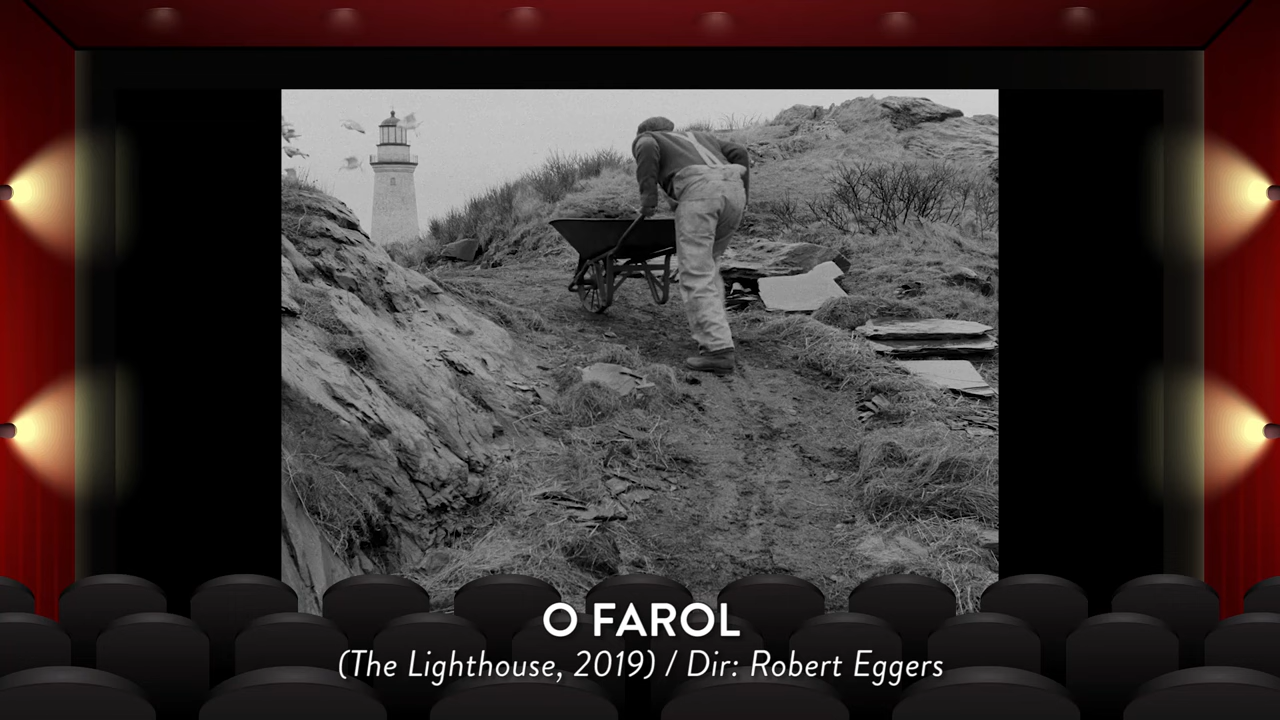 O FAROL
(The Lighthouse, 2019) / Dir: Robert Eggers